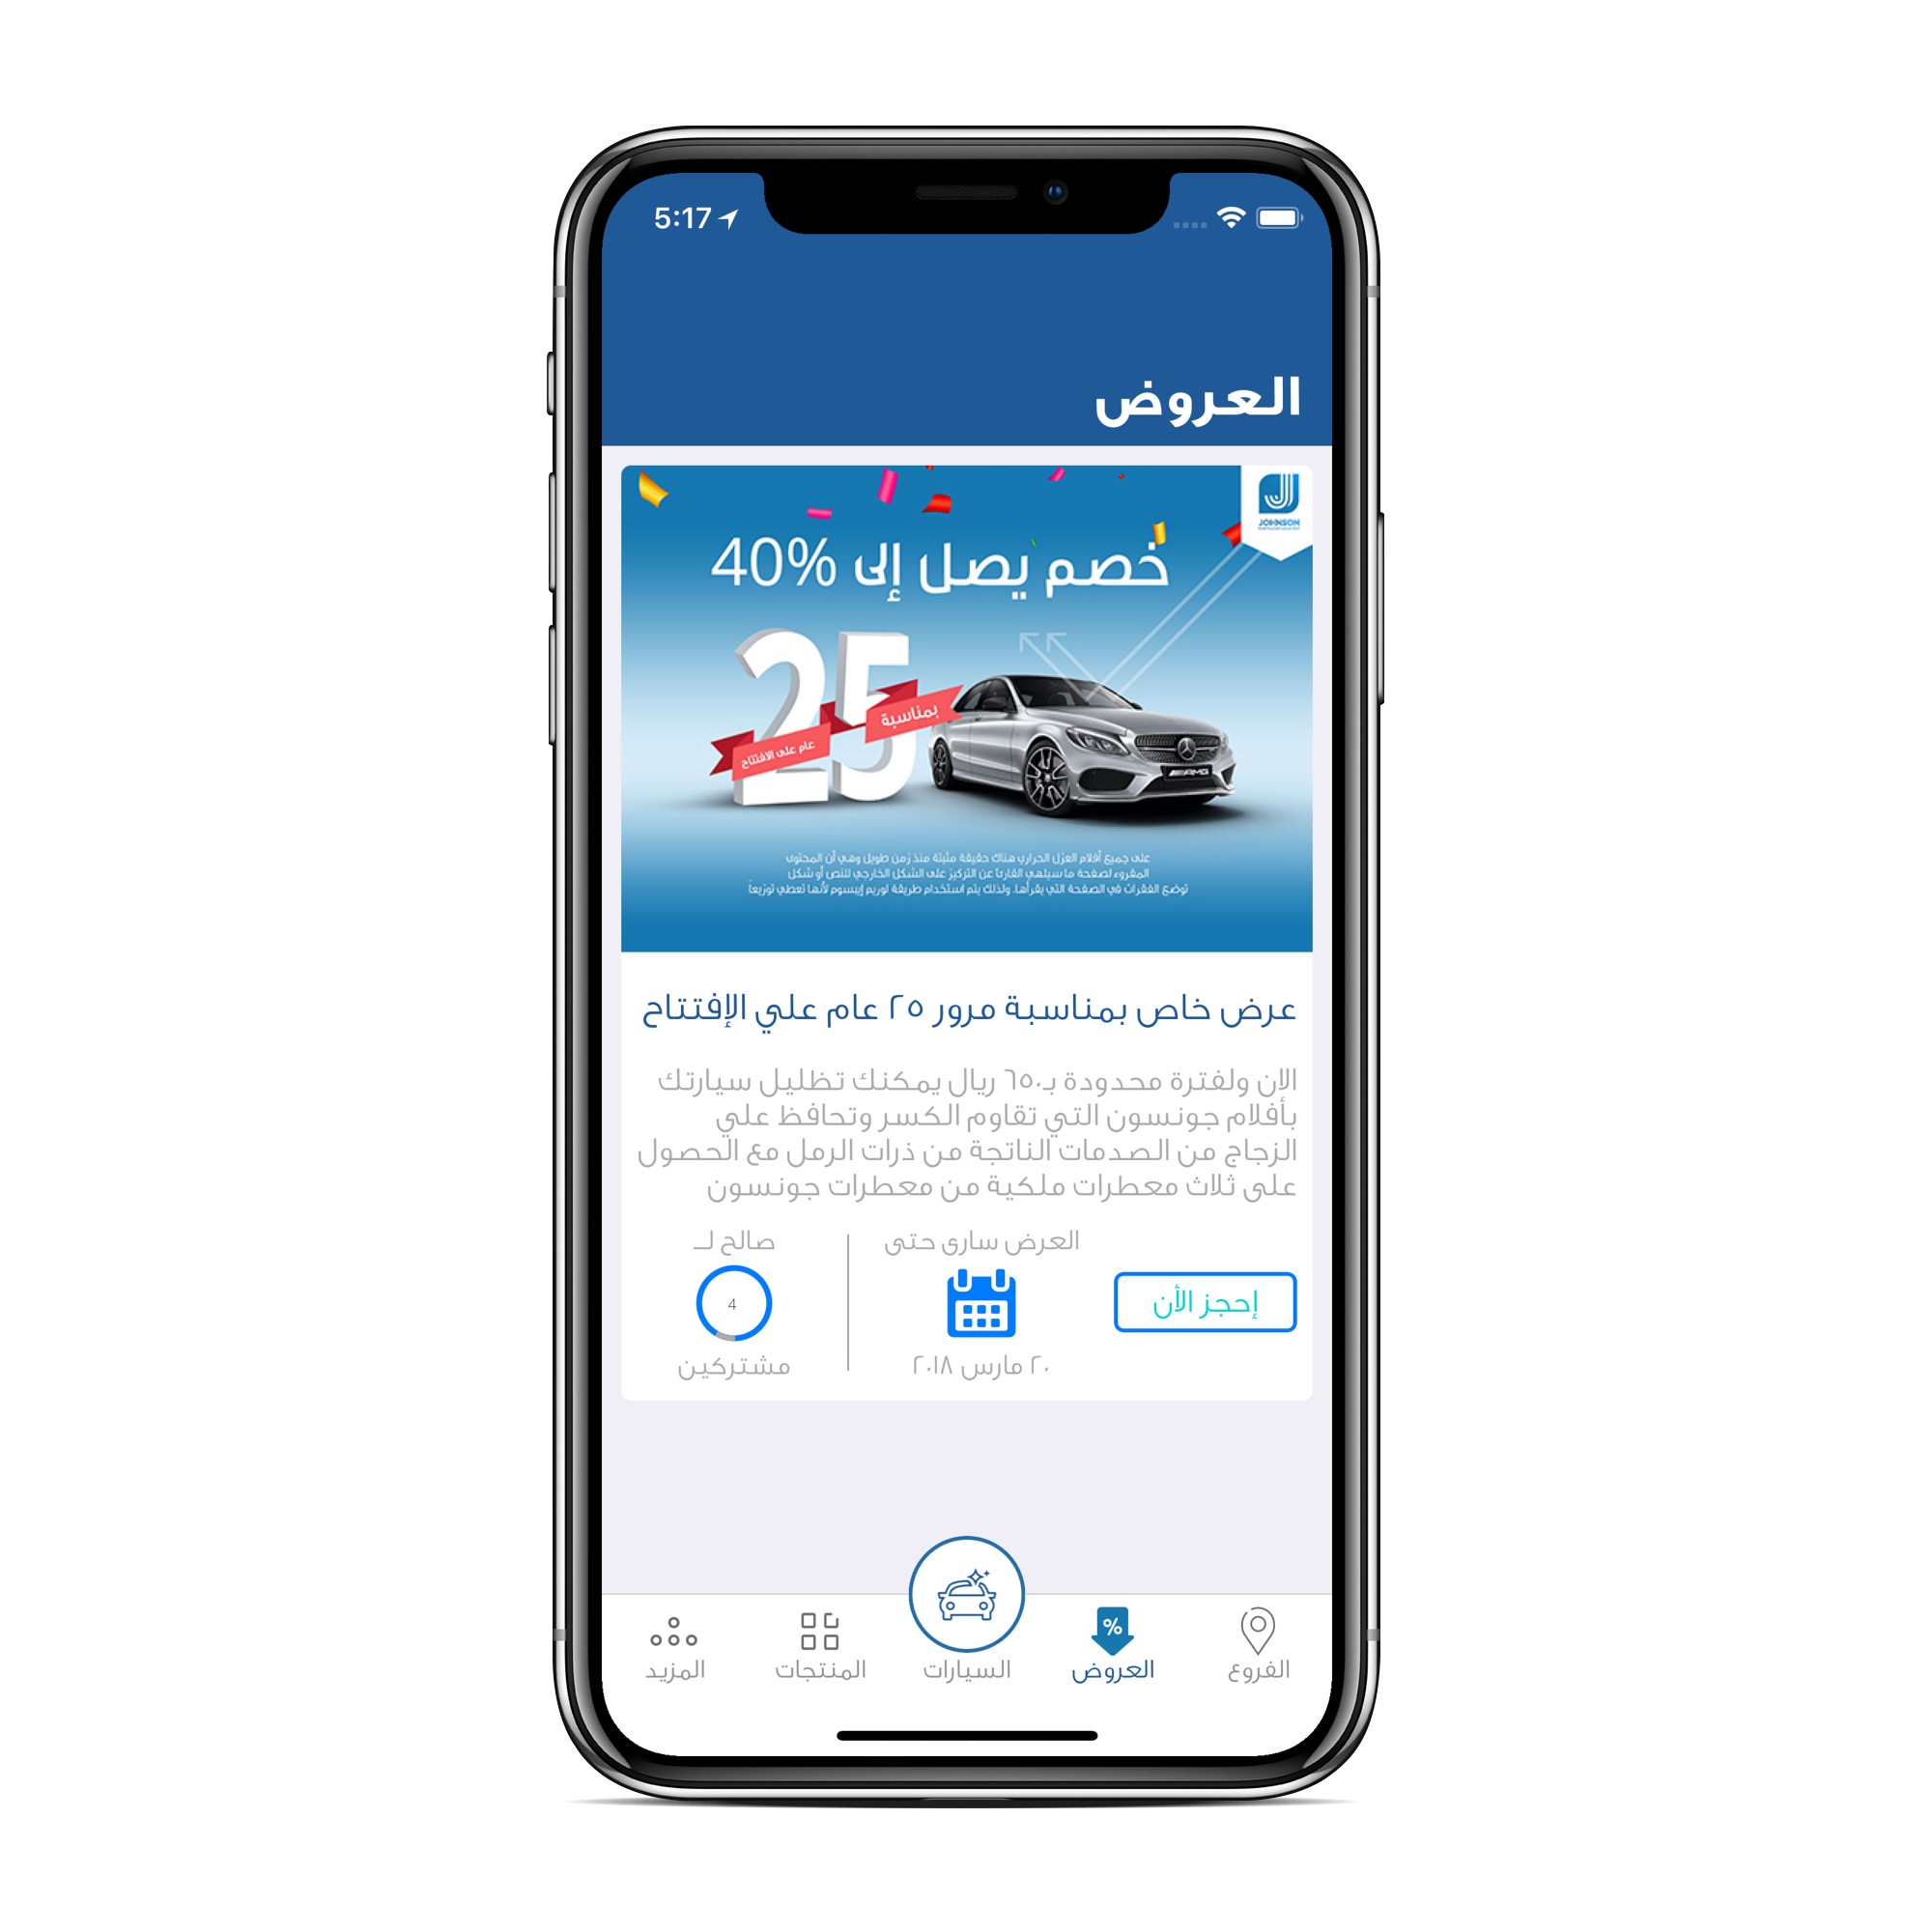 5:17
العروض
JOHNSON
خصم يصل إلى 40%
25
بمناسبة
عام على الافتتاح
AMG
على جميع أفلام العزل الحراري هناك حقيقة مثبتة منذ زمن طويل وهي أن المحتوى
المقروء لصفحة ما سيلهي القارئ عن التركيز على الشكل الخارجي للنص أو شكل
توضع الفقرات في الصفحة التي يقرأها. ولذلك يتم استخدام طريقة لوريم إيبسوم لأنها تعطي توزيعاَ
عرض خاص بمناسبة مرور ٢٥ عام علي الإفتتاح
الان ولفترة محدودة بـ٦٥٠ ريال يمكنك تظليل سيارتك
بأفلام جونسون التي تقاوم الكسر وتحافظ علي
الزجاج من الصدمات الناتجة من ذرات الرمل مع الحصول
على ثلاث معطرات ملكية من معطرات جونسون
إحجز الأن
العرض سارى حتى
٢٠ مارس ٢٠١٨
صالح لـ
4
مشتركين
الفروع
%
العروض
السيارات
المنتجات
المزيد